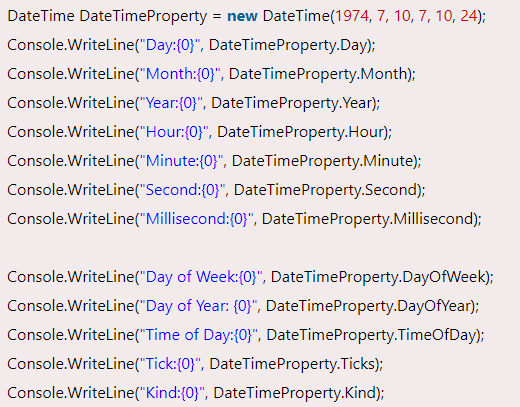 DateTime DateTimeProperty = new DateTime(1974, 7, 10, 7, 10, 24);
Console.WriteLine("Day:{0}", DateTimeProperty.Day);
Console.WriteLine("Month:{0}", DateTimeProperty.Month);
Console.WriteLine("Year:{0}", DateTimeProperty.Year);
Console.WriteLine("Hour:{0}", DateTimeProperty.Hour);
Console.WriteLine("Minute:{0}", DateTimeProperty.Minute);
Console.WriteLine("Second:{0}", DateTimeProperty.Second);
Console.WriteLine("Millisecond:{0}", DateTimeProperty.Millisecond);
Console.WriteLine("Day of Week:{0}", DateTimeProperty.DayOfWeek);
Console.WriteLine("Day of Year: {0}", DateTimeProperty.DayOfYear);
Console.WriteLine("Time of Day:{0}", DateTimeProperty.TimeOfDay);
Console.WriteLine("Tick:{0}", DateTimeProperty.Ticks);
Console.WriteLine("Kind:{0}", DateTimeProperty.Kind);